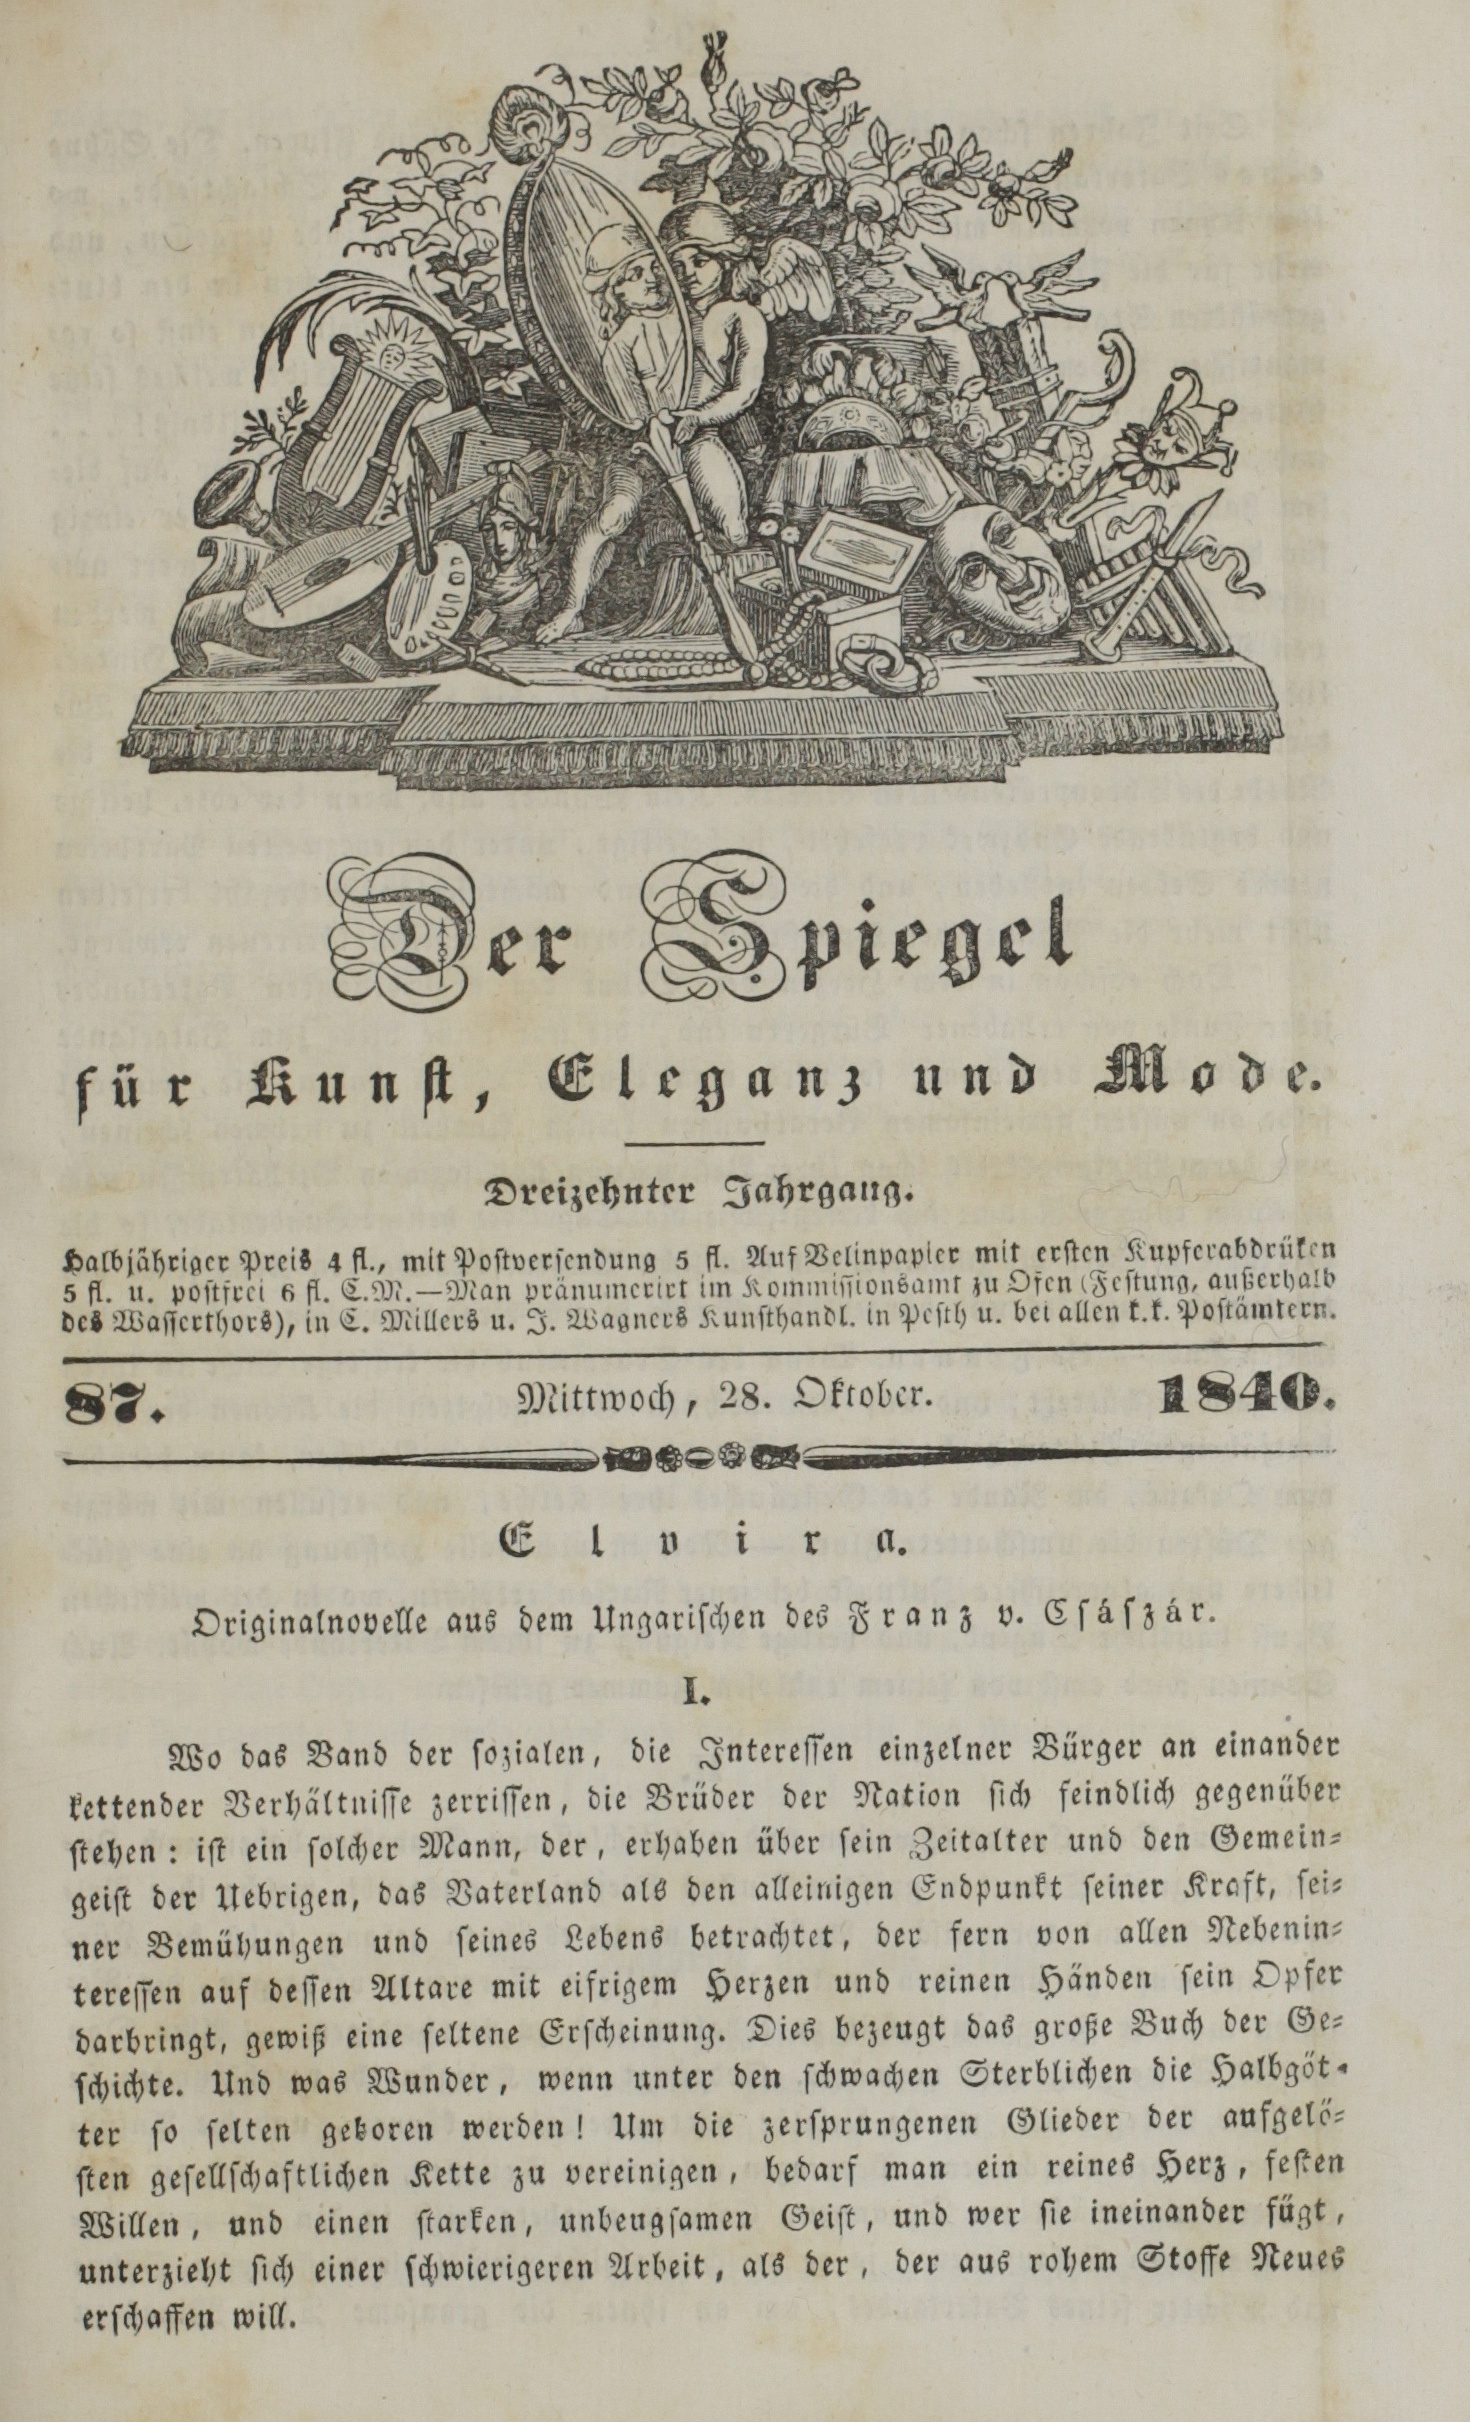 Der Spiegel
für Kunst, Eleganz und Mode.
Dreizehnter Jahrgang.
Halbjähriger Preis 4 fl., mit Postversendung 5 fl. Auf Velinpapier mit ersten Kupferabdrüken
5 fl. u. postfrei 6 fl. C.M.—Man pränumerirt im Kommissionsamt zu Ofen (Festung, außerhalb
des Wasserthors), in C. Millers u. J. Wagners Kunsthandl. in Pesth u. bei allen k.k. Postämtern.
87. Mittwoch, 28. Oktober. 1840.
Elvira.
Originalnovelle aus dem Ungarischen des Franz v. Császár.
I.
Wo das Band der sozialen, die Interessen einzelner Bürger an einander
kettender Verhältnisse zerrissen, die Brüder der Nation sich feindlich gegenüber
stehen: ist ein solcher Mann, der, erhaben über sein Zeitalter und den Gemein-
geist der Uebrigen, das Vaterland als den alleinigen Endpunkt seiner Kraft, sei-
ner Bemühungen und seines Lebens betrachtet, der fern von allen Nebenin-
teressen auf dessen Altare mit eifrigem Herzen und reinen Händen sein Opfer
darbringt, gewiß eine seltene Erscheinung. Dies bezeugt das große Buch der Ge-
schichte. Und was Wunder, wenn unter den schwachen Sterblichen die Halbgöt-
ter so selten geboren werden! Um die zersprungenen Glieder der aufgelö-
sten gesellschaftlichen Kette zu vereinigen, bedarf man ein reines Herz, festen
Willen, und einen starken, unbeugsamen Geist, und wer sie ineinander fügt,
unterzieht sich einer schwierigeren Arbeit, als der, der aus rohem Stoffe Neues
erschaffen will.